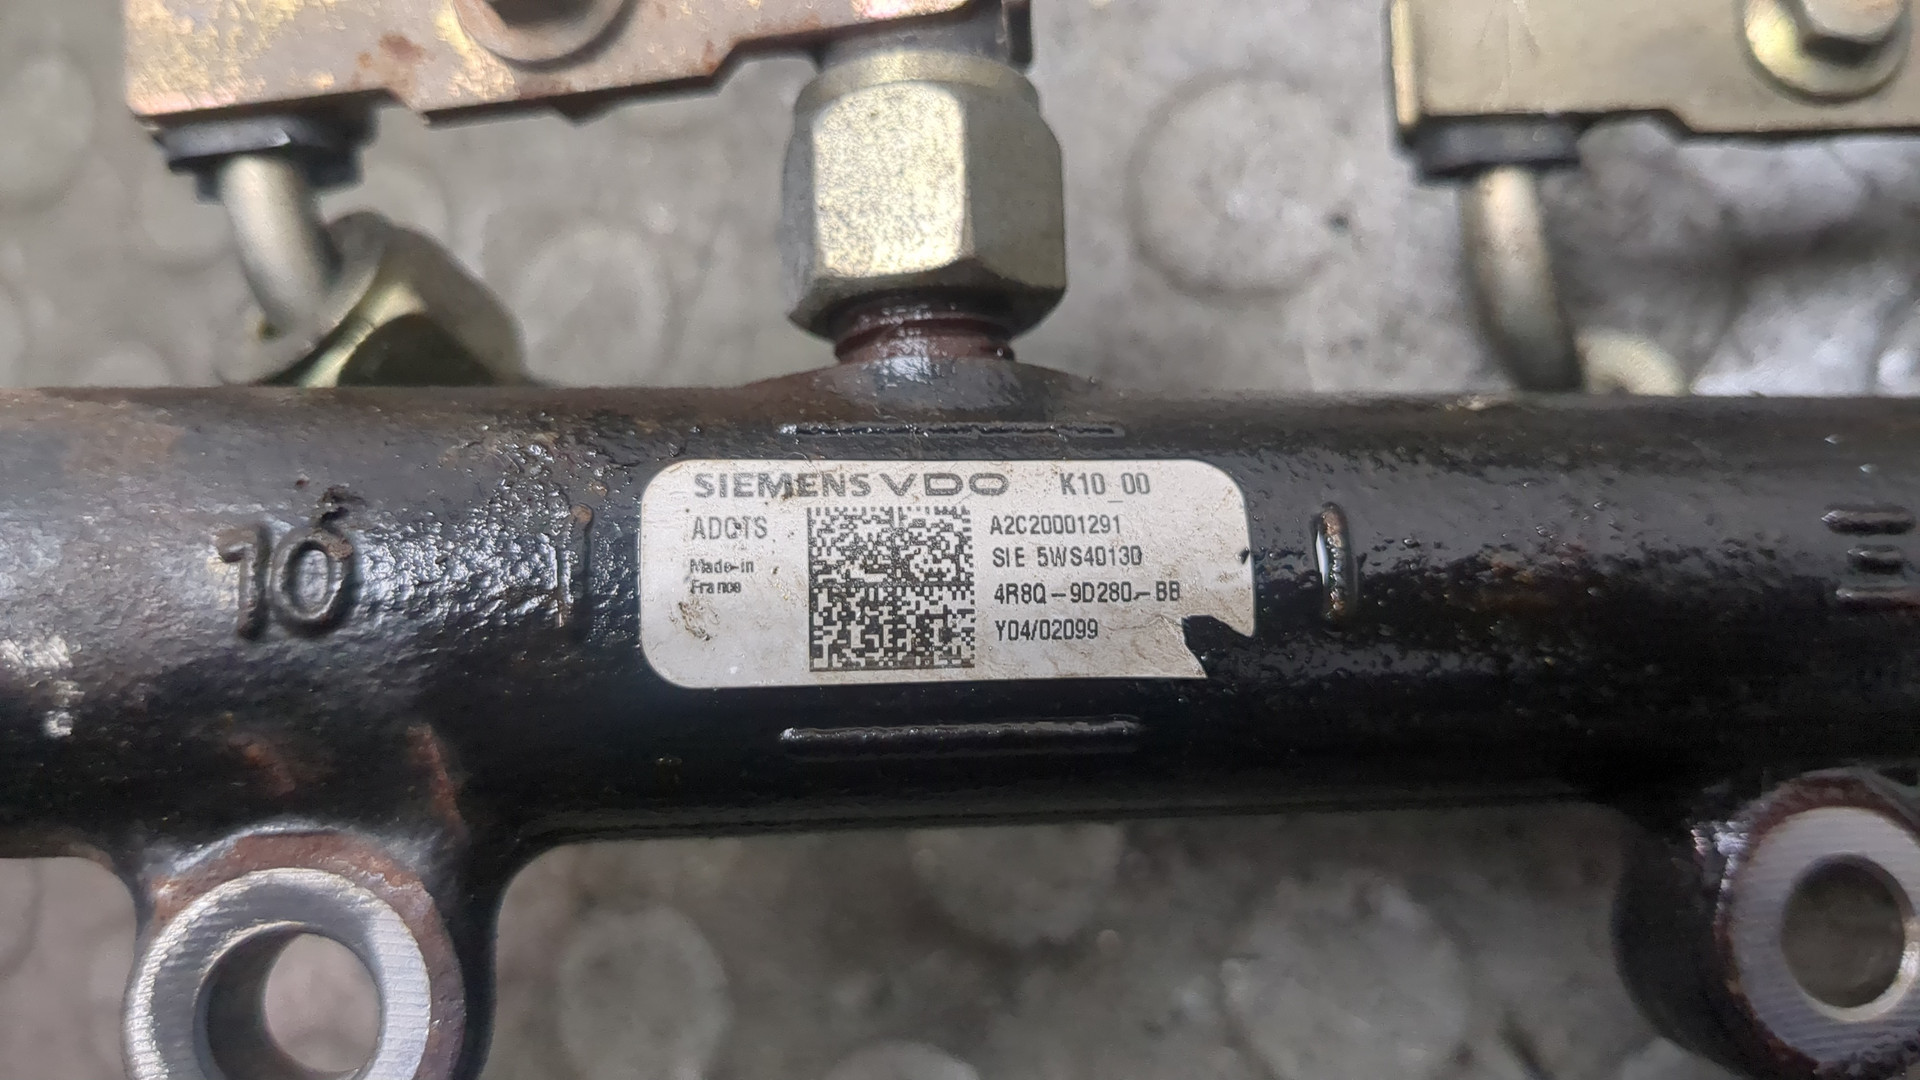 SIEMENS VDO K10_00
ADCTS
Made-in
France
A2C20001291
SIE 5WS40130
4R8Q-9D280-BB
Y04/02099
10